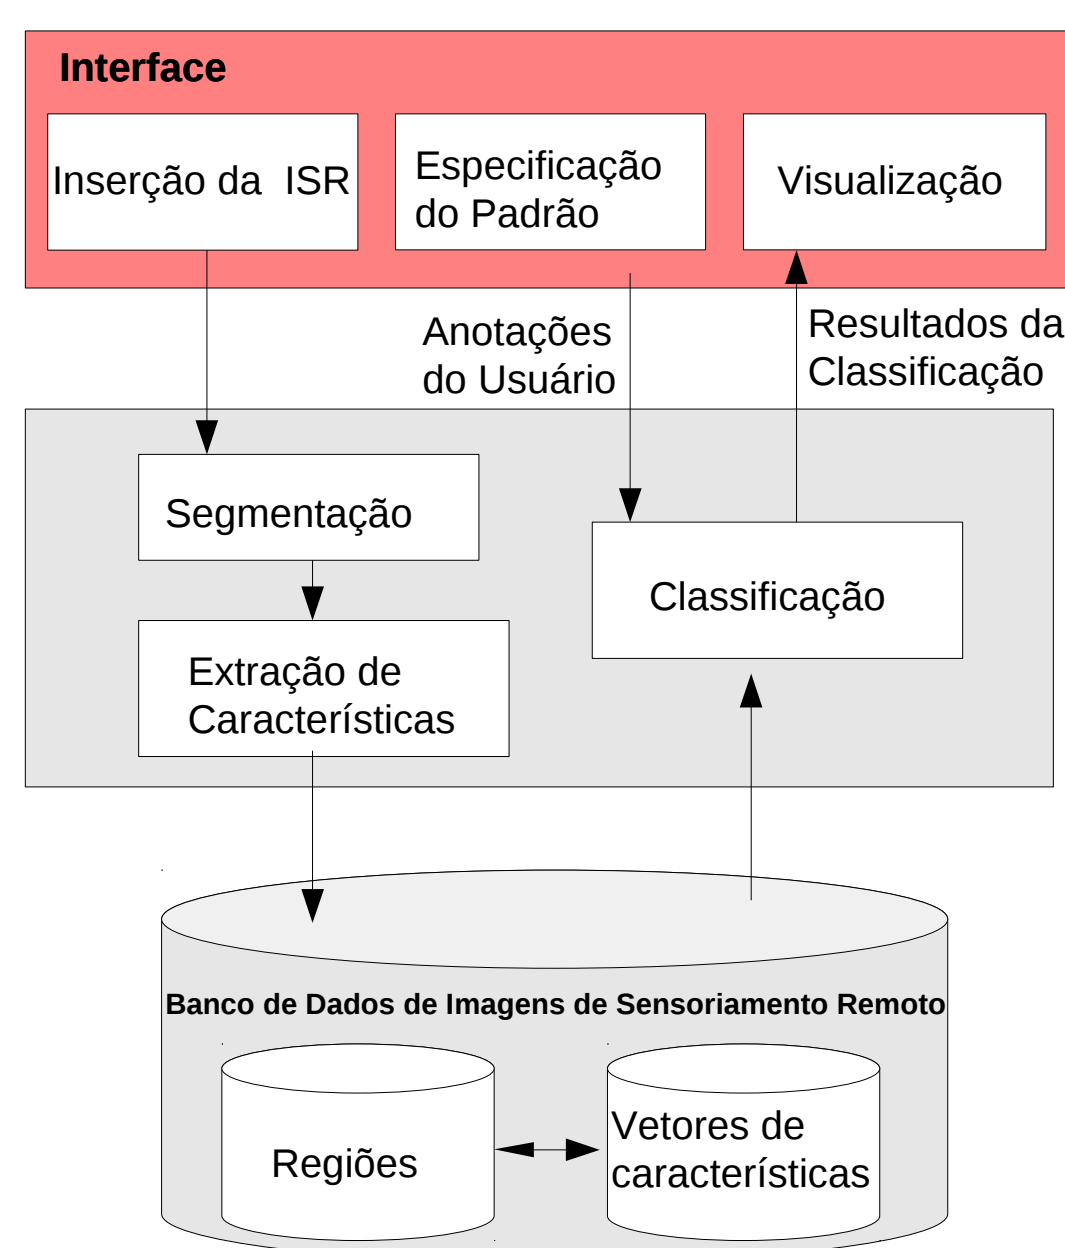 Interface
Inserção da ISR
Especificação
do Padrão
Visualização
Anotações
do Usuário
Resultados da
Classificação
Segmentação
Classificação
Extração de
Características
Banco de Dados de Imagens de Sensoriamento Remoto
Regiões
Vetores de
características